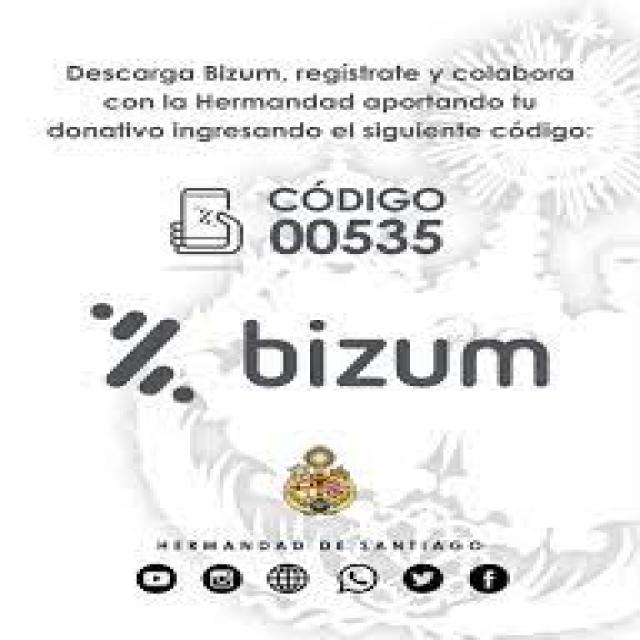 Descarga Bizum, regístrate y colabora
con la Hermandad aportando tu
donativo ingresando el siguiente código:
CÓDIGO
00535
bizum
HERMANDAD DE SANTIAGO